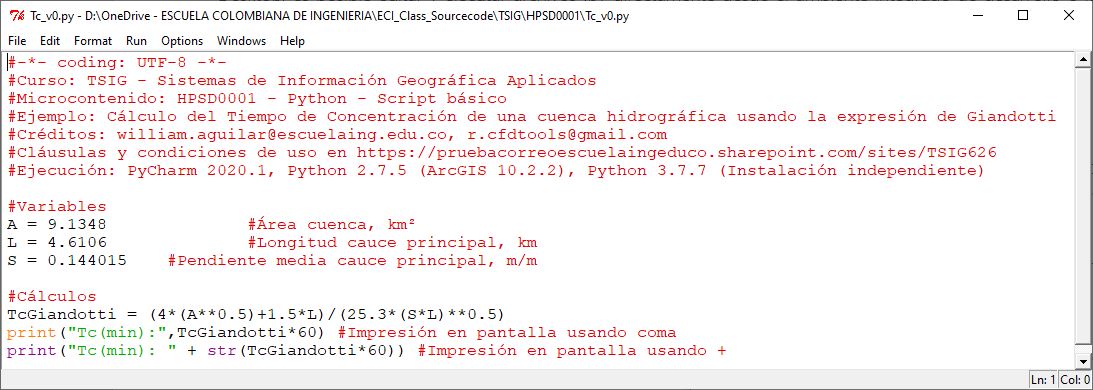 Tc_v0.py - D:\OneDrive - ESCUELA COLOMBIANA DE INGENIERIA\ECI_Class_Sourcecode\TSIG\HPSD0001\Tc_v0.py
File Edit Format Run Options Windows Help
#-*- coding: UTF-8 -*-
#Curso: TSIG - Sistemas de Información Geográfica Aplicados
#Microcontenido: HPSD0001 - Python - Script básico
#Ejemplo: Cálculo del Tiempo de Concentración de una cuenca hidrográfica usando la expresión de Giandotti
#Créditos: william.aguilar@escuelaing.edu.co, r.cfdtools@gmail.com
#Cláusulas y condiciones de uso en https://pruebacorreoescuelaingeduco.sharepoint.com/sites/TSIG626
#Ejecución: PyCharm 2020.1, Python 2.7.5 (ArcGIS 10.2.2), Python 3.7.7 (Instalación independiente)
#Variables
A = 9.1348 #Área cuenca, km²
L = 4.6106 #Longitud cauce principal, km
S = 0.144015 #Pendiente media cauce principal, m/m
#Cálculos
TcGiandotti = (4*(A**0.5)+1.5*L)/(25.3*(S*L)**0.5)
print("Tc(min):",TcGiandotti*60) #Impresión en pantalla usando coma
print("Tc(min): " + str(TcGiandotti*60)) #Impresión en pantalla usando +
Ln: 1 Col: 0